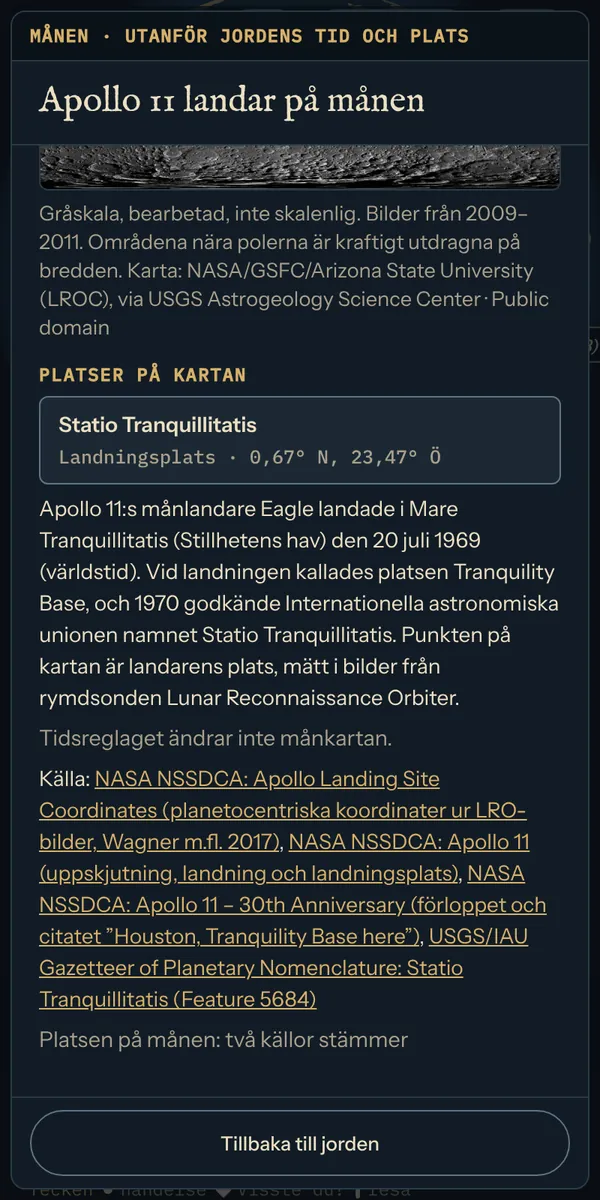 MÅNEN · UTANFÖR JORDENS TID OCH PLATS
Apollo 11 landar på månen
Gråskala, bearbetad, inte skalenlig. Bilder från 2009–
2011. Områdena nära polerna är kraftigt utdragna på
bredden. Karta: NASA/GSFC/Arizona State University
(LROC), via USGS Astrogeology Science Center · Public
domain
PLATSER PÅ KARTAN
Statio Tranquillitatis
Landningsplats · 0,67° N, 23,47° Ö
Apollo 11:s månlandare Eagle landade i Mare
Tranquillitatis (Stillhetens hav) den 20 juli 1969
(världstid). Vid landningen kallades platsen Tranquility
Base, och 1970 godkände Internationella astronomiska
unionen namnet Statio Tranquillitatis. Punkten på
kartan är landarens plats, mätt i bilder från
rymdsonden Lunar Reconnaissance Orbiter.
Tidsreglaget ändrar inte månkartan.
Källa: NASA NSSDCA: Apollo Landing Site
Coordinates (planetocentriska koordinater ur LRO-
bilder, Wagner m.fl. 2017), NASA NSSDCA: Apollo 11
(uppskjutning, landning och landningsplats), NASA
NSSDCA: Apollo 11 – 30th Anniversary (förloppet och
citatet ”Houston, Tranquility Base here”), USGS/IAU
Gazetteer of Planetary Nomenclature: Statio
Tranquillitatis (Feature 5684)
Platsen på månen: två källor stämmer
Tillbaka till jorden